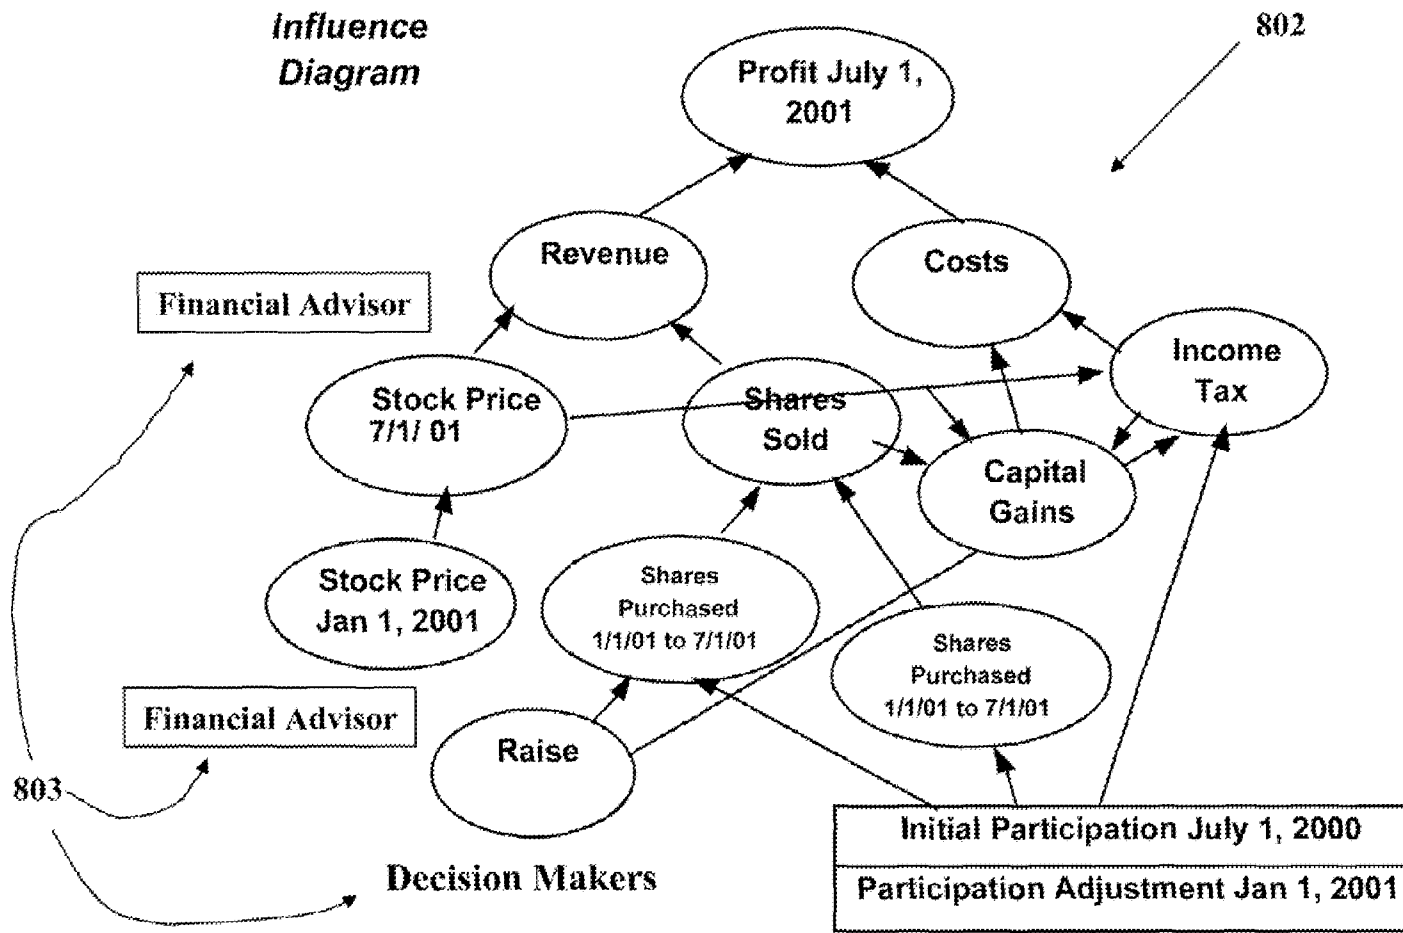 Influence
Diagram
802
Profit July 1,
2001
Revenue
Costs
Financial Advisor
Income
Tax
Stock Price
7/1/ 01
Shares
Sold
Capital
Gains
Stock Price
Jan 1, 2001
Shares
Purchased
1/1/01 to 7/1/01
Shares
Purchased
1/1/01 to 7/1/01
Financial Advisor
Raise
803
Initial Participation July 1, 2000
Decision Makers
Participation Adjustment Jan 1, 2001